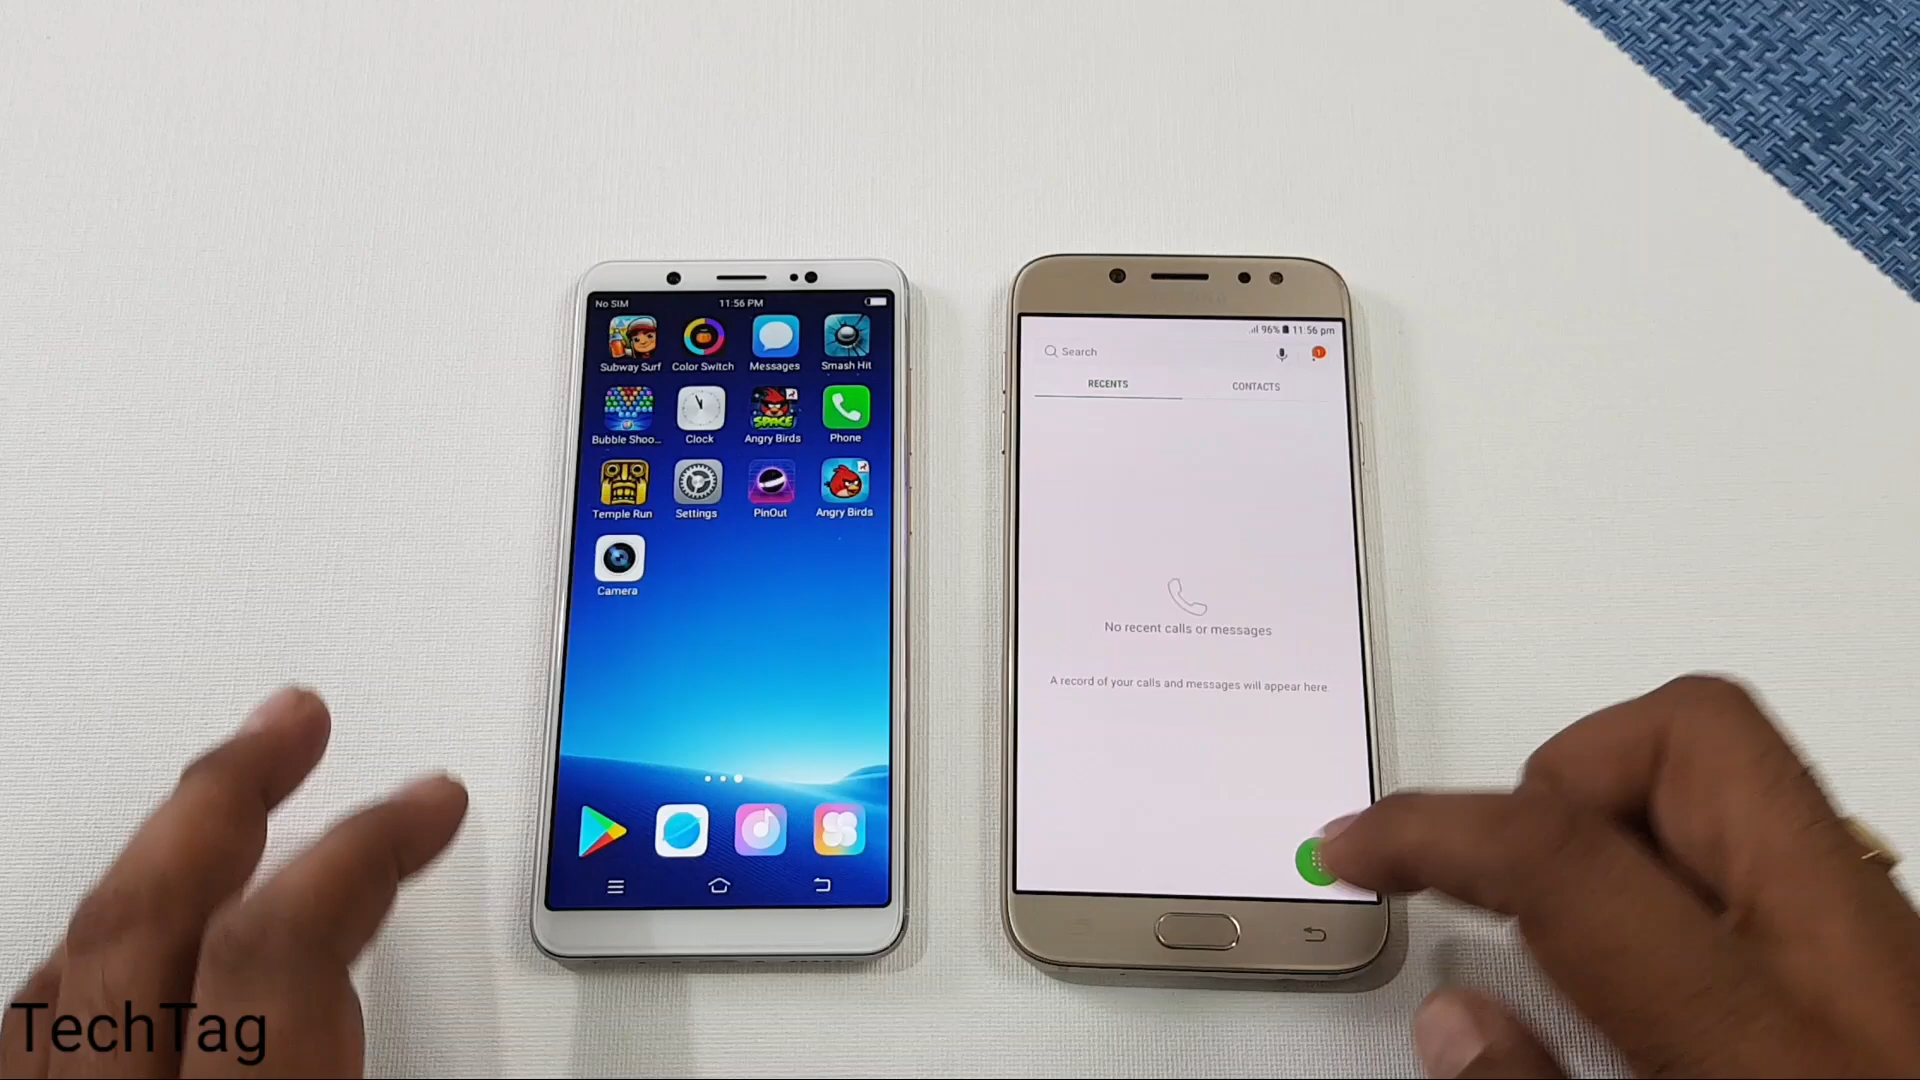 No SIM 11:56 PM
Subway Surf Color Switch Messages Smash Hit
Bubble Shoo... Clock Angry Birds Phone
SPACE
Temple Run Settings PinOut Angry Birds
Camera
96% 11:56 pm
Search
1
RECENTS CONTACTS
No recent calls or messages
A record of your calls and messages will appear here.
TechTag